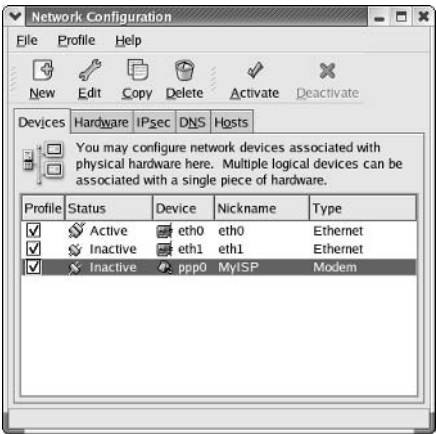 Network Configuration
File Profile Help
New Edit Copy Delete Activate Deactivate
Devices Hardware IPsec DNS Hosts
You may configure network devices associated with
physical hardware here. Multiple logical devices can be
associated with a single piece of hardware.
Profile Status Device Nickname Type
Active eth0 eth0 Ethernet
Inactive eth1 eth1 Ethernet
Inactive ppp0 MyISP Modem